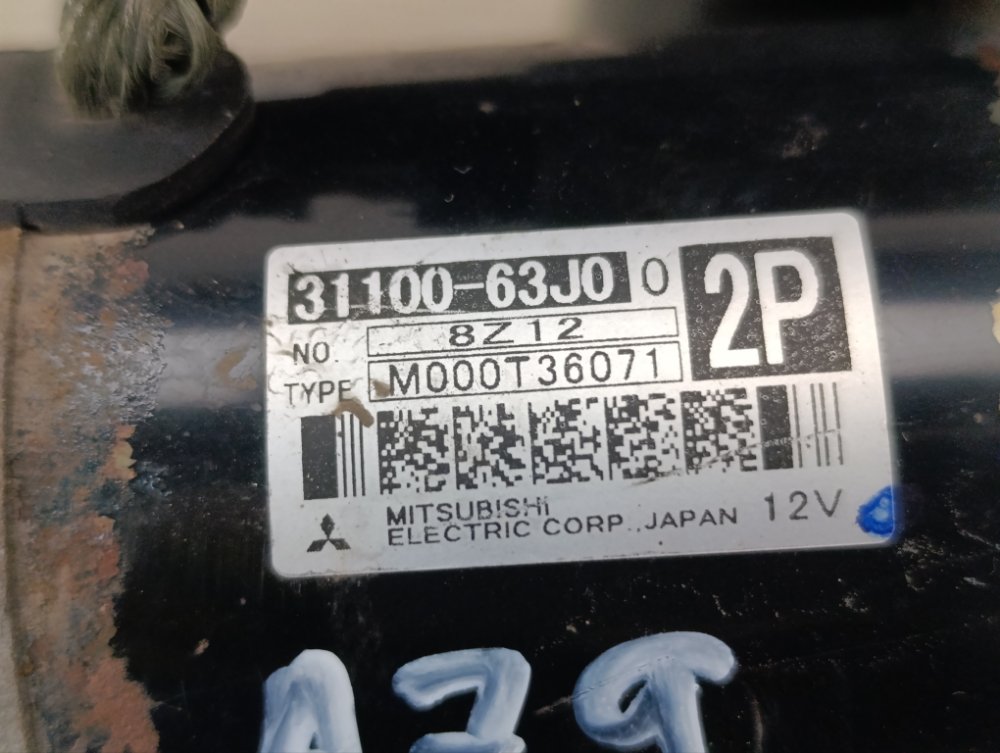 31100-63J0 0
2P
NO. 8Z12
TYPE M000T36071
MITSUBISHI
ELECTRIC CORP., JAPAN 12V